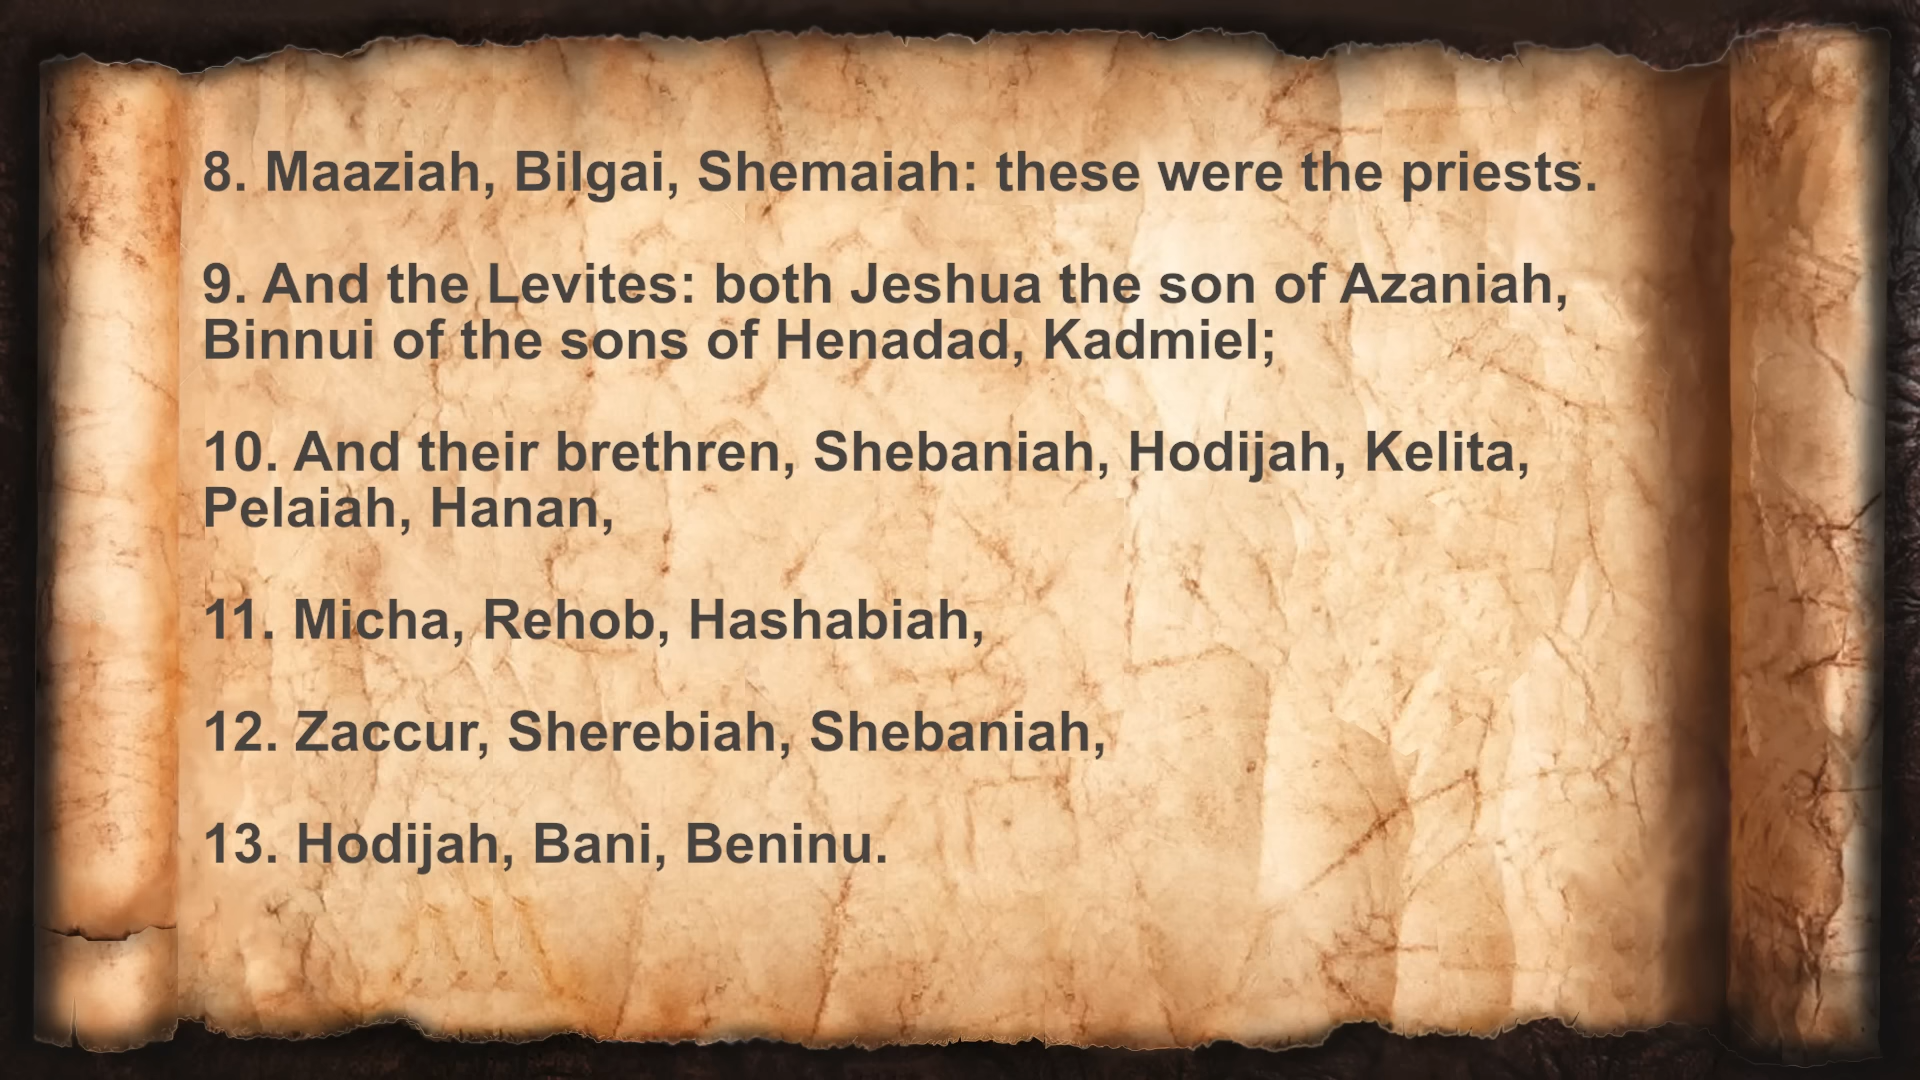 8. Maaziah, Bilgai, Shemaiah: these were the priests.
9. And the Levites: both Jeshua the son of Azaniah,
Binnui of the sons of Henadad, Kadmiel;
10. And their brethren, Shebaniah, Hodijah, Kelita,
Pelaiah, Hanan,
11. Micha, Rehob, Hashabiah,
12. Zaccur, Sherebiah, Shebaniah,
13. Hodijah, Bani, Beninu.